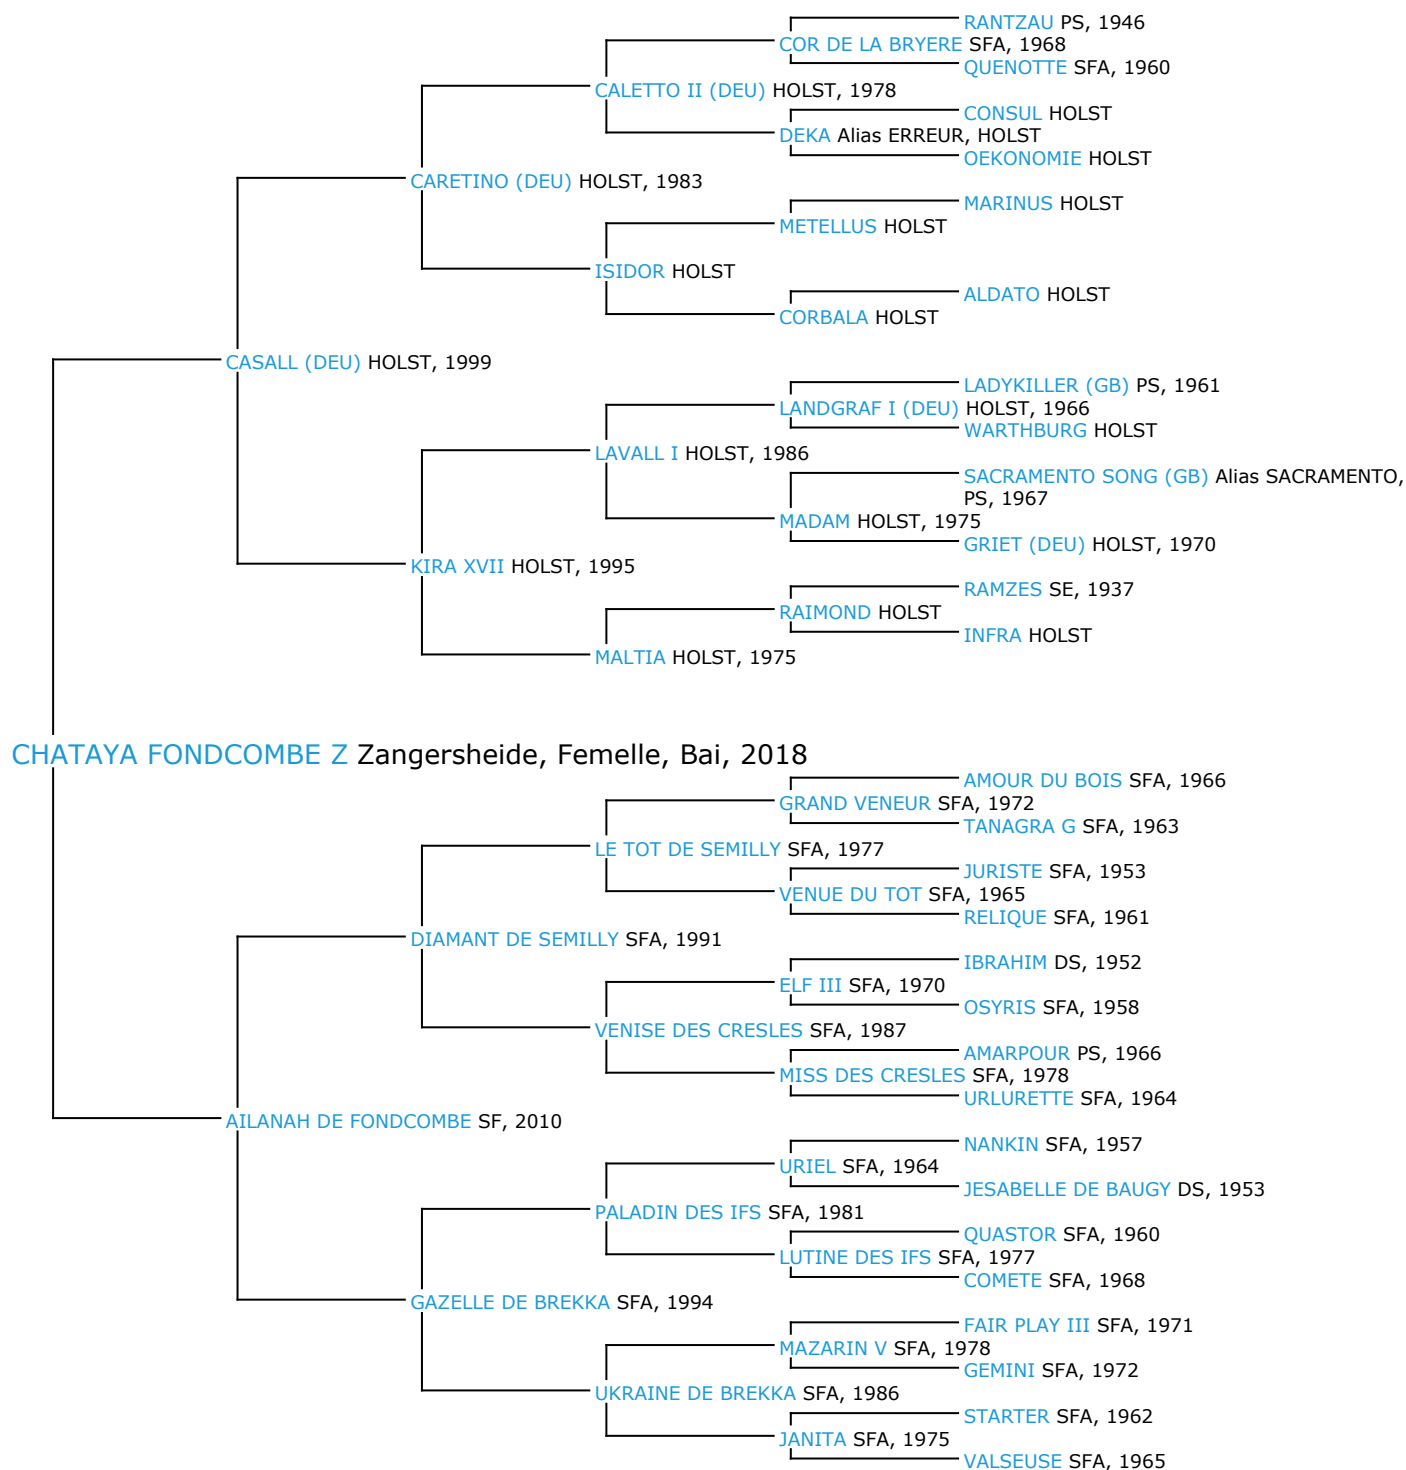 RANTZAU PS, 1946
COR DE LA BRYERE SFA, 1968
QUENOTTE SFA, 1960
CALETTO II (DEU) HOLST, 1978
CONSUL HOLST
DEKA Alias ERREUR, HOLST
OEKONOMIE HOLST
CARETINO (DEU) HOLST, 1983
MARINUS HOLST
METELLUS HOLST
ISIDOR HOLST
ALDATO HOLST
CORBALA HOLST
CASALL (DEU) HOLST, 1999
LADYKILLER (GB) PS, 1961
LANDGRAF I (DEU) HOLST, 1966
WARTHBURG HOLST
LAVALL I HOLST, 1986
SACRAMENTO SONG (GB) Alias SACRAMENTO,
PS, 1967
MADAM HOLST, 1975
GRIET (DEU) HOLST, 1970
KIRA XVII HOLST, 1995
RAMZES SE, 1937
RAIMOND HOLST
INFRA HOLST
MALTIA HOLST, 1975
CHATAYA FONDCOMBE Z Zangersheide, Femelle, Bai, 2018
AMOUR DU BOIS SFA, 1966
GRAND VENEUR SFA, 1972
TANAGRA G SFA, 1963
LE TOT DE SEMILLY SFA, 1977
JURISTE SFA, 1953
VENUE DU TOT SFA, 1965
RELIQUE SFA, 1961
DIAMANT DE SEMILLY SFA, 1991
IBRAHIM DS, 1952
ELF III SFA, 1970
OSYRIS SFA, 1958
VENISE DES CRESLES SFA, 1987
AMARPOUR PS, 1966
MISS DES CRESLES SFA, 1978
URLURETTE SFA, 1964
AILANAH DE FONDCOMBE SF, 2010
NANKIN SFA, 1957
URIEL SFA, 1964
JESABELLE DE BAUGY DS, 1953
PALADIN DES IFS SFA, 1981
QUASTOR SFA, 1960
LUTINE DES IFS SFA, 1977
COMETE SFA, 1968
GAZELLE DE BREKKA SFA, 1994
FAIR PLAY III SFA, 1971
MAZARIN V SFA, 1978
GEMINI SFA, 1972
UKRAINE DE BREKKA SFA, 1986
STARTER SFA, 1962
JANITA SFA, 1975
VALSEUSE SFA, 1965